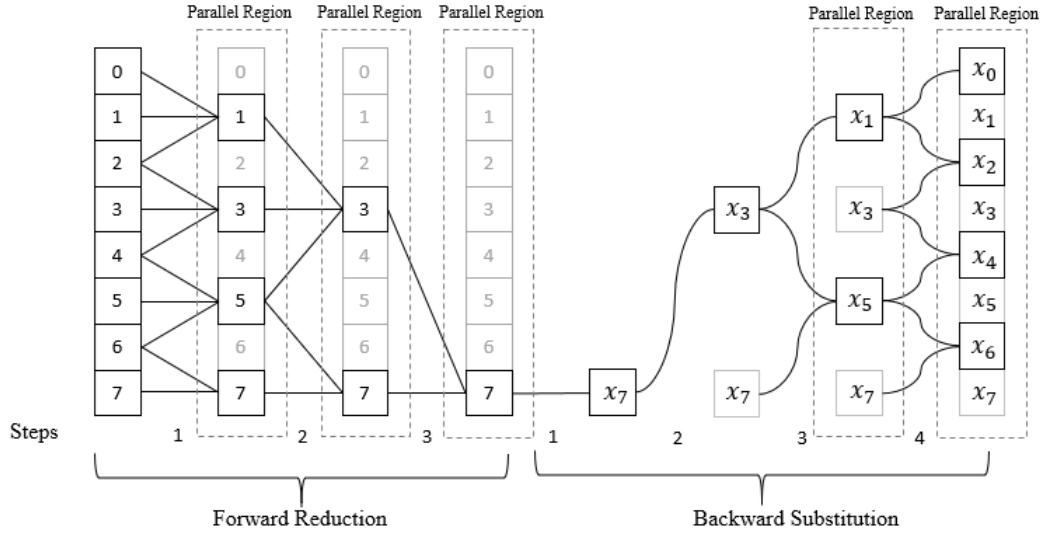 Parallel Region Parallel Region Parallel Region Parallel Region Parallel Region
0 0 0 0 x₀
1 1 1 1 x₁ x₁
2 2 2 2 x₂
3 3 3 3 x₃ x₃ x₃
4 4 4 4 x₄
5 5 5 5 x₅ x₅
6 6 6 6 x₆
7 7 7 7 x₇ x₇ x₇ x₇
Steps 1 2 3 1 2 3 4
Forward Reduction Backward Substitution